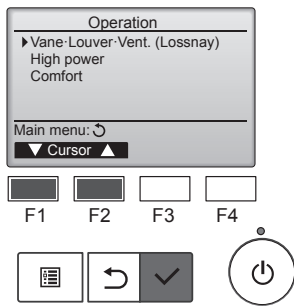 Operation
Vane·Louver·Vent. (Lossnay)
High power
Comfort
Main menu:
Cursor
F1 F2 F3 F4